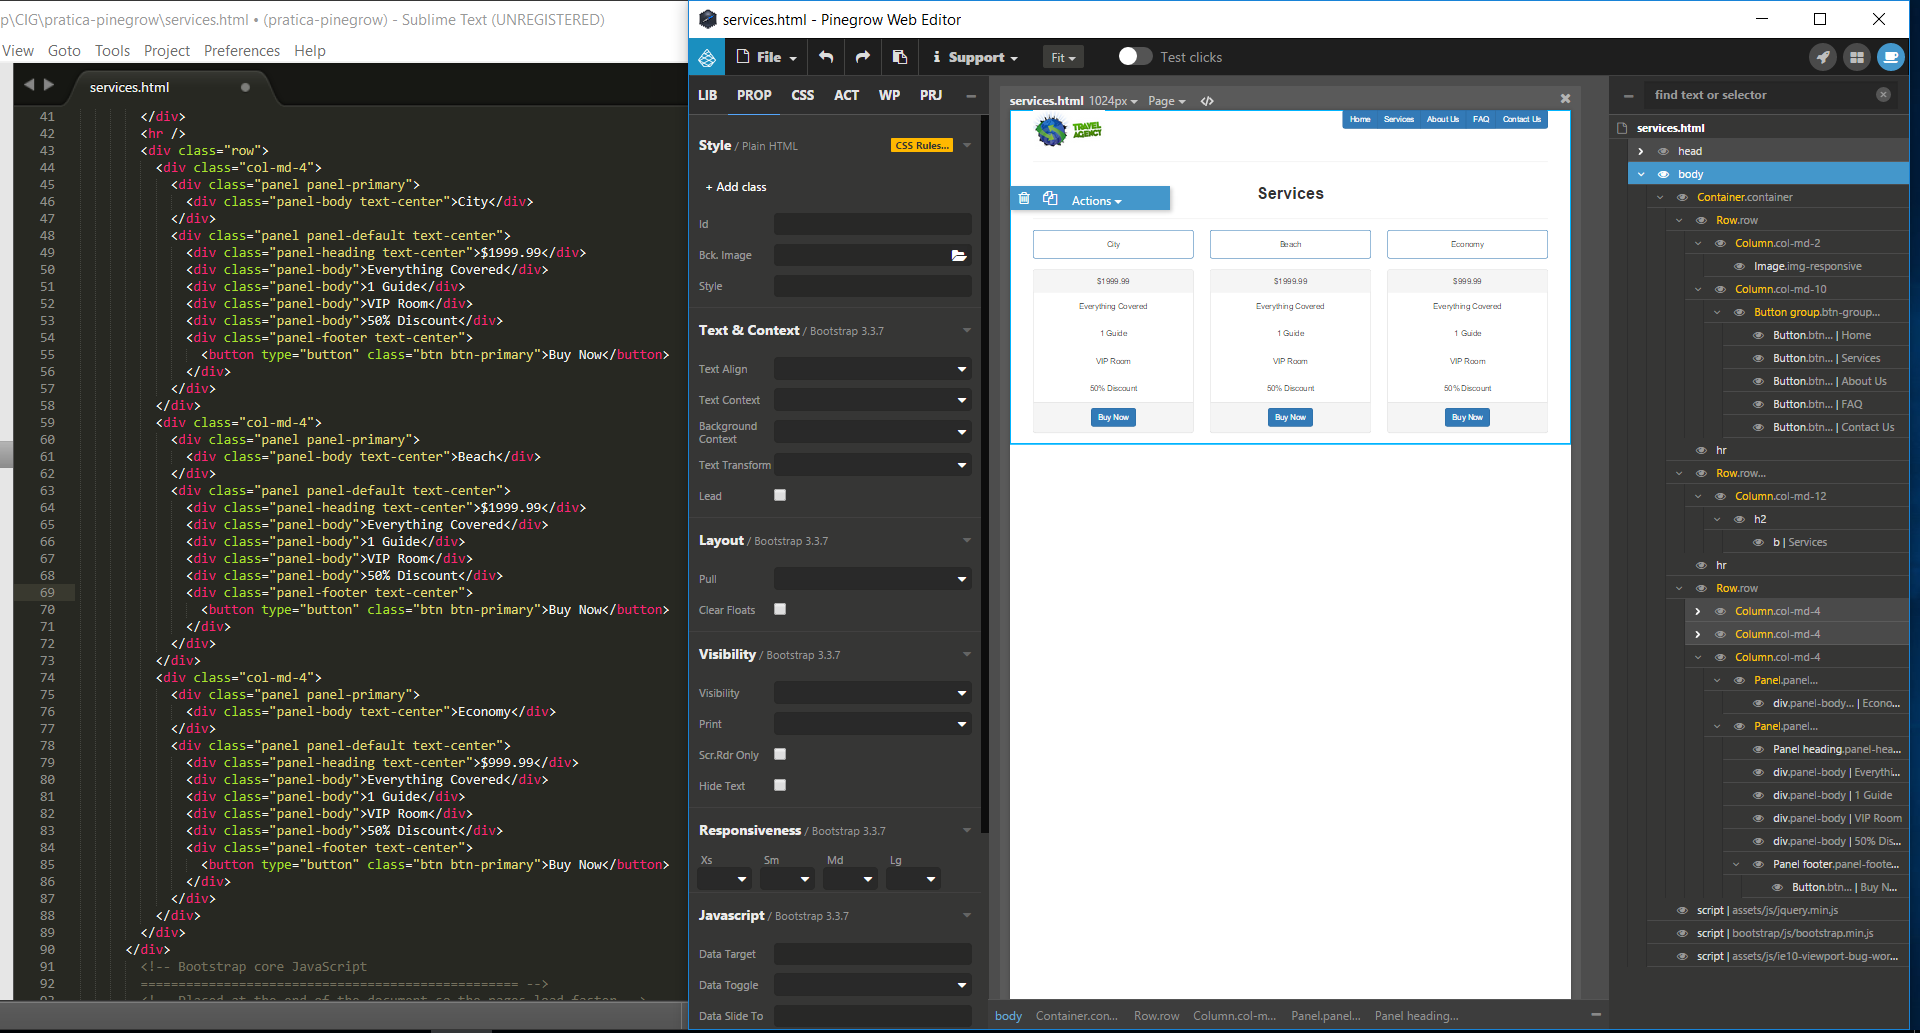 p\CIG\pratica-pinegrow\services.html • (pratica-pinegrow) - Sublime Text (UNREGISTERED)
View Goto Tools Project Preferences Help
services.html
41 </div>
42 <hr />
43 <div class="row">
44 <div class="col-md-4">
45 <div class="panel panel-primary">
46 <div class="panel-body text-center">City</div>
47 </div>
48 <div class="panel panel-default text-center">
49 <div class="panel-heading text-center">$1999.99</div>
50 <div class="panel-body">Everything Covered</div>
51 <div class="panel-body">1 Guide</div>
52 <div class="panel-body">VIP Room</div>
53 <div class="panel-body">50% Discount</div>
54 <div class="panel-footer text-center">
55 <button type="button" class="btn btn-primary">Buy Now</button>
56 </div>
57 </div>
58 </div>
59 <div class="col-md-4">
60 <div class="panel panel-primary">
61 <div class="panel-body text-center">Beach</div>
62 </div>
63 <div class="panel panel-default text-center">
64 <div class="panel-heading text-center">$1999.99</div>
65 <div class="panel-body">Everything Covered</div>
66 <div class="panel-body">1 Guide</div>
67 <div class="panel-body">VIP Room</div>
68 <div class="panel-body">50% Discount</div>
69 <div class="panel-footer text-center">
70 <button type="button" class="btn btn-primary">Buy Now</button>
71 </div>
72 </div>
73 </div>
74 <div class="col-md-4">
75 <div class="panel panel-primary">
76 <div class="panel-body text-center">Economy</div>
77 </div>
78 <div class="panel panel-default text-center">
79 <div class="panel-heading text-center">$999.99</div>
80 <div class="panel-body">Everything Covered</div>
81 <div class="panel-body">1 Guide</div>
82 <div class="panel-body">VIP Room</div>
83 <div class="panel-body">50% Discount</div>
84 <div class="panel-footer text-center">
85 <button type="button" class="btn btn-primary">Buy Now</button>
86 </div>
87 </div>
88 </div>
89 </div>
90 </div>
91 <!-- Bootstrap core JavaScript
92 ================================================== -->
services.html - Pinegrow Web Editor
File Support Fit Test clicks
LIB PROP CSS ACT WP PRJ
Style / Plain HTML CSS Rules...
+ Add class
Id
Bck. Image
Style
Text & Context / Bootstrap 3.3.7
Text Align
Text Context
Background
Context
Text Transform
Lead
Layout / Bootstrap 3.3.7
Pull
Clear Floats
Visibility / Bootstrap 3.3.7
Visibility
Print
Scr.Rdr Only
Hide Text
Responsiveness / Bootstrap 3.3.7
Xs Sm Md Lg
Javascript / Bootstrap 3.3.7
Data Target
Data Toggle
Data Slide To
services.html 1024px Page </>
TRAVEL
AGENCY
Home Services About Us FAQ Contact Us
Actions
Services
City Beach Economy
$1999.99 $1999.99 $999.99
Everything Covered Everything Covered Everything Covered
1 Guide 1 Guide 1 Guide
VIP Room VIP Room VIP Room
50% Discount 50% Discount 50% Discount
Buy Now Buy Now Buy Now
body Container.con... Row.row Column.col-m... Panel.panel... Panel heading...
find text or selector
services.html
head
body
Container.container
Row.row
Column.col-md-2
Image.img-responsive
Column.col-md-10
Button group.btn-group...
Button.btn... | Home
Button.btn... | Services
Button.btn... | About Us
Button.btn... | FAQ
Button.btn... | Contact Us
hr
Row.row...
Column.col-md-12
h2
b | Services
hr
Row.row
Column.col-md-4
Column.col-md-4
Column.col-md-4
Panel.panel...
div.panel-body... | Econo...
Panel.panel...
Panel heading.panel-hea...
div.panel-body | Everythi...
div.panel-body | 1 Guide
div.panel-body | VIP Room
div.panel-body | 50% Dis...
Panel footer.panel-foote...
Button.btn... | Buy N...
script | assets/js/jquery.min.js
script | bootstrap/js/bootstrap.min.js
script | assets/js/ie10-viewport-bug-wor...